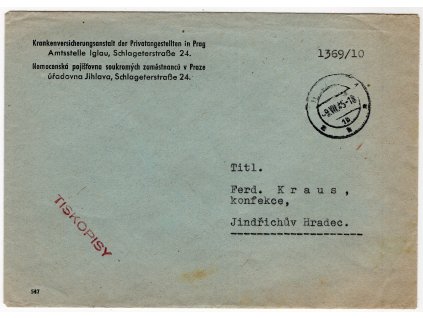 Krankenversicherungsanstalt der Privatangestellten in Prag
Amtsstelle Iglau, Schlageterstraße 24.
Nemocenská pojišťovna soukromých zaměstnanců v Praze
úřadovna Jihlava, Schlageterstraße 24.
1369/10
Titl.
Ferd. Kraus,
konfekce,
Jindřichův Hradec.
TISKOPISY
547